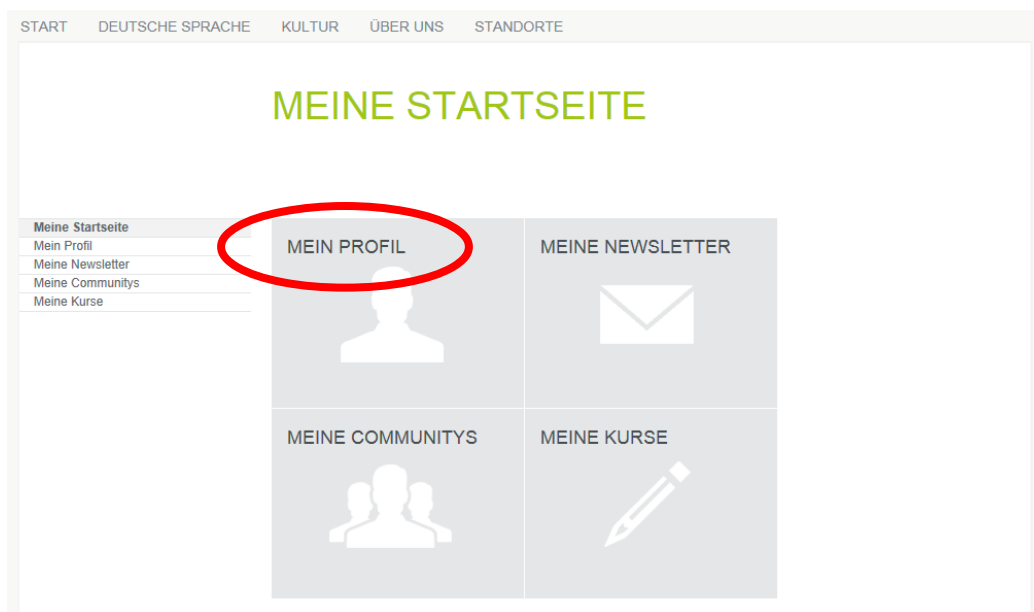 START DEUTSCHE SPRACHE KULTUR ÜBER UNS STANDORTE
MEINE STARTSEITE
Meine Startseite
Mein Profil
Meine Newsletter
Meine Communitys
Meine Kurse
MEIN PROFIL MEINE NEWSLETTER
MEINE COMMUNITYS MEINE KURSE